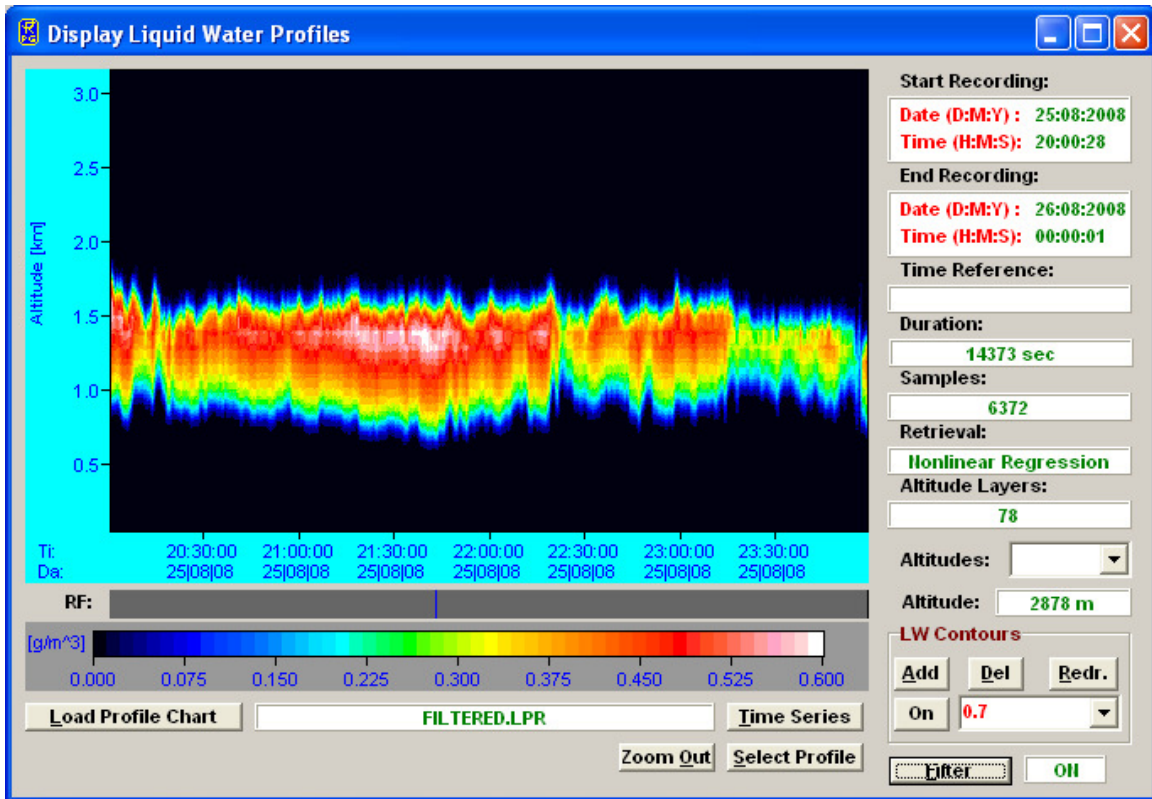 Display Liquid Water Profiles
3.0
2.5
2.0
1.5
1.0
0.5
Altitude [km]
Ti: 20:30:00 21:00:00 21:30:00 22:00:00 22:30:00 23:00:00 23:30:00
Da: 25|08|08 25|08|08 25|08|08 25|08|08 25|08|08 25|08|08 25|08|08
RF:
[g/m^3]
0.000 0.075 0.150 0.225 0.300 0.375 0.450 0.525 0.600
Load Profile Chart FILTERED.LPR Time Series
Zoom Out Select Profile
Start Recording:
Date (D:M:Y) : 25:08:2008
Time (H:M:S): 20:00:28
End Recording:
Date (D:M:Y) : 26:08:2008
Time (H:M:S): 00:00:01
Time Reference:
Duration:
14373 sec
Samples:
6372
Retrieval:
Nonlinear Regression
Altitude Layers:
78
Altitudes:
Altitude: 2878 m
LW Contours
Add Del Redr.
On 0.7
Filter ON